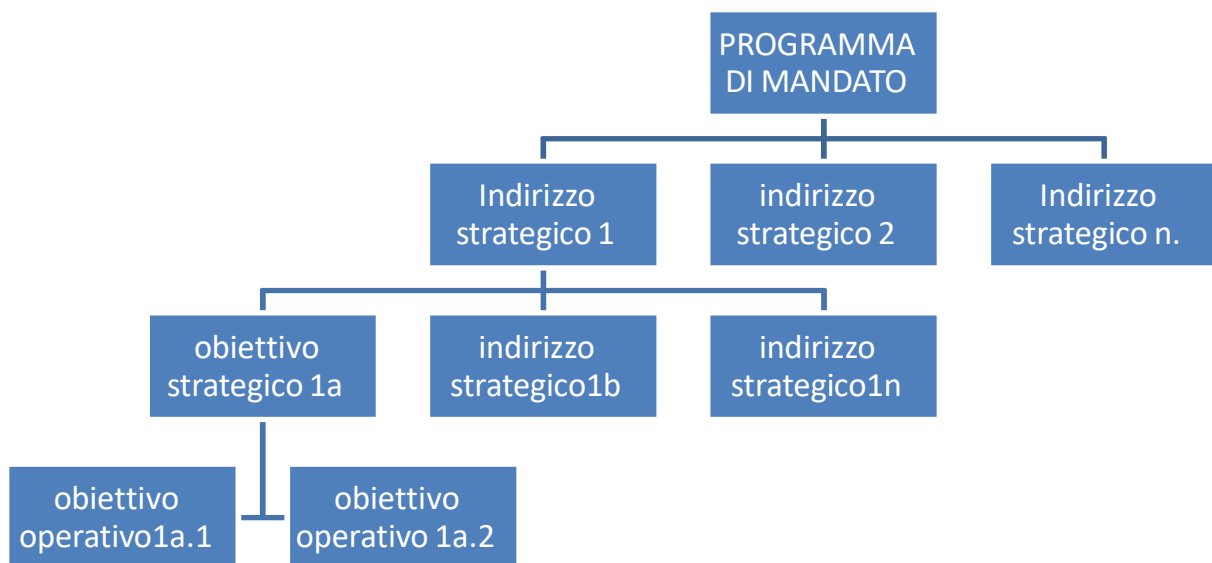 PROGRAMMA
DI MANDATO
Indirizzo
strategico 1
indirizzo
strategico 2
Indirizzo
strategico n.
obiettivo
strategico 1a
indirizzo
strategico1b
indirizzo
strategico1n
obiettivo
operativo1a.1
obiettivo
operativo 1a.2